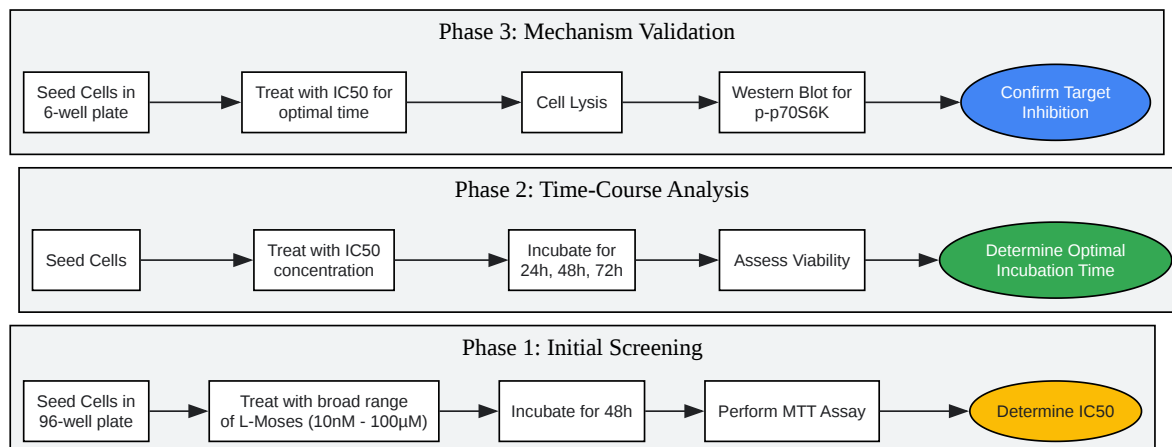 Phase 3: Mechanism Validation
Seed Cells in
6-well plate
Treat with IC50 for
optimal time
Cell Lysis
Western Blot for
p-p70S6K
Confirm Target
Inhibition
Phase 2: Time-Course Analysis
Seed Cells
Treat with IC50
concentration
Incubate for
24h, 48h, 72h
Assess Viability
Determine Optimal
Incubation Time
Phase 1: Initial Screening
Seed Cells in
96-well plate
Treat with broad range
of L-Moses (10nM - 100µM)
Incubate for 48h
Perform MTT Assay
Determine IC50